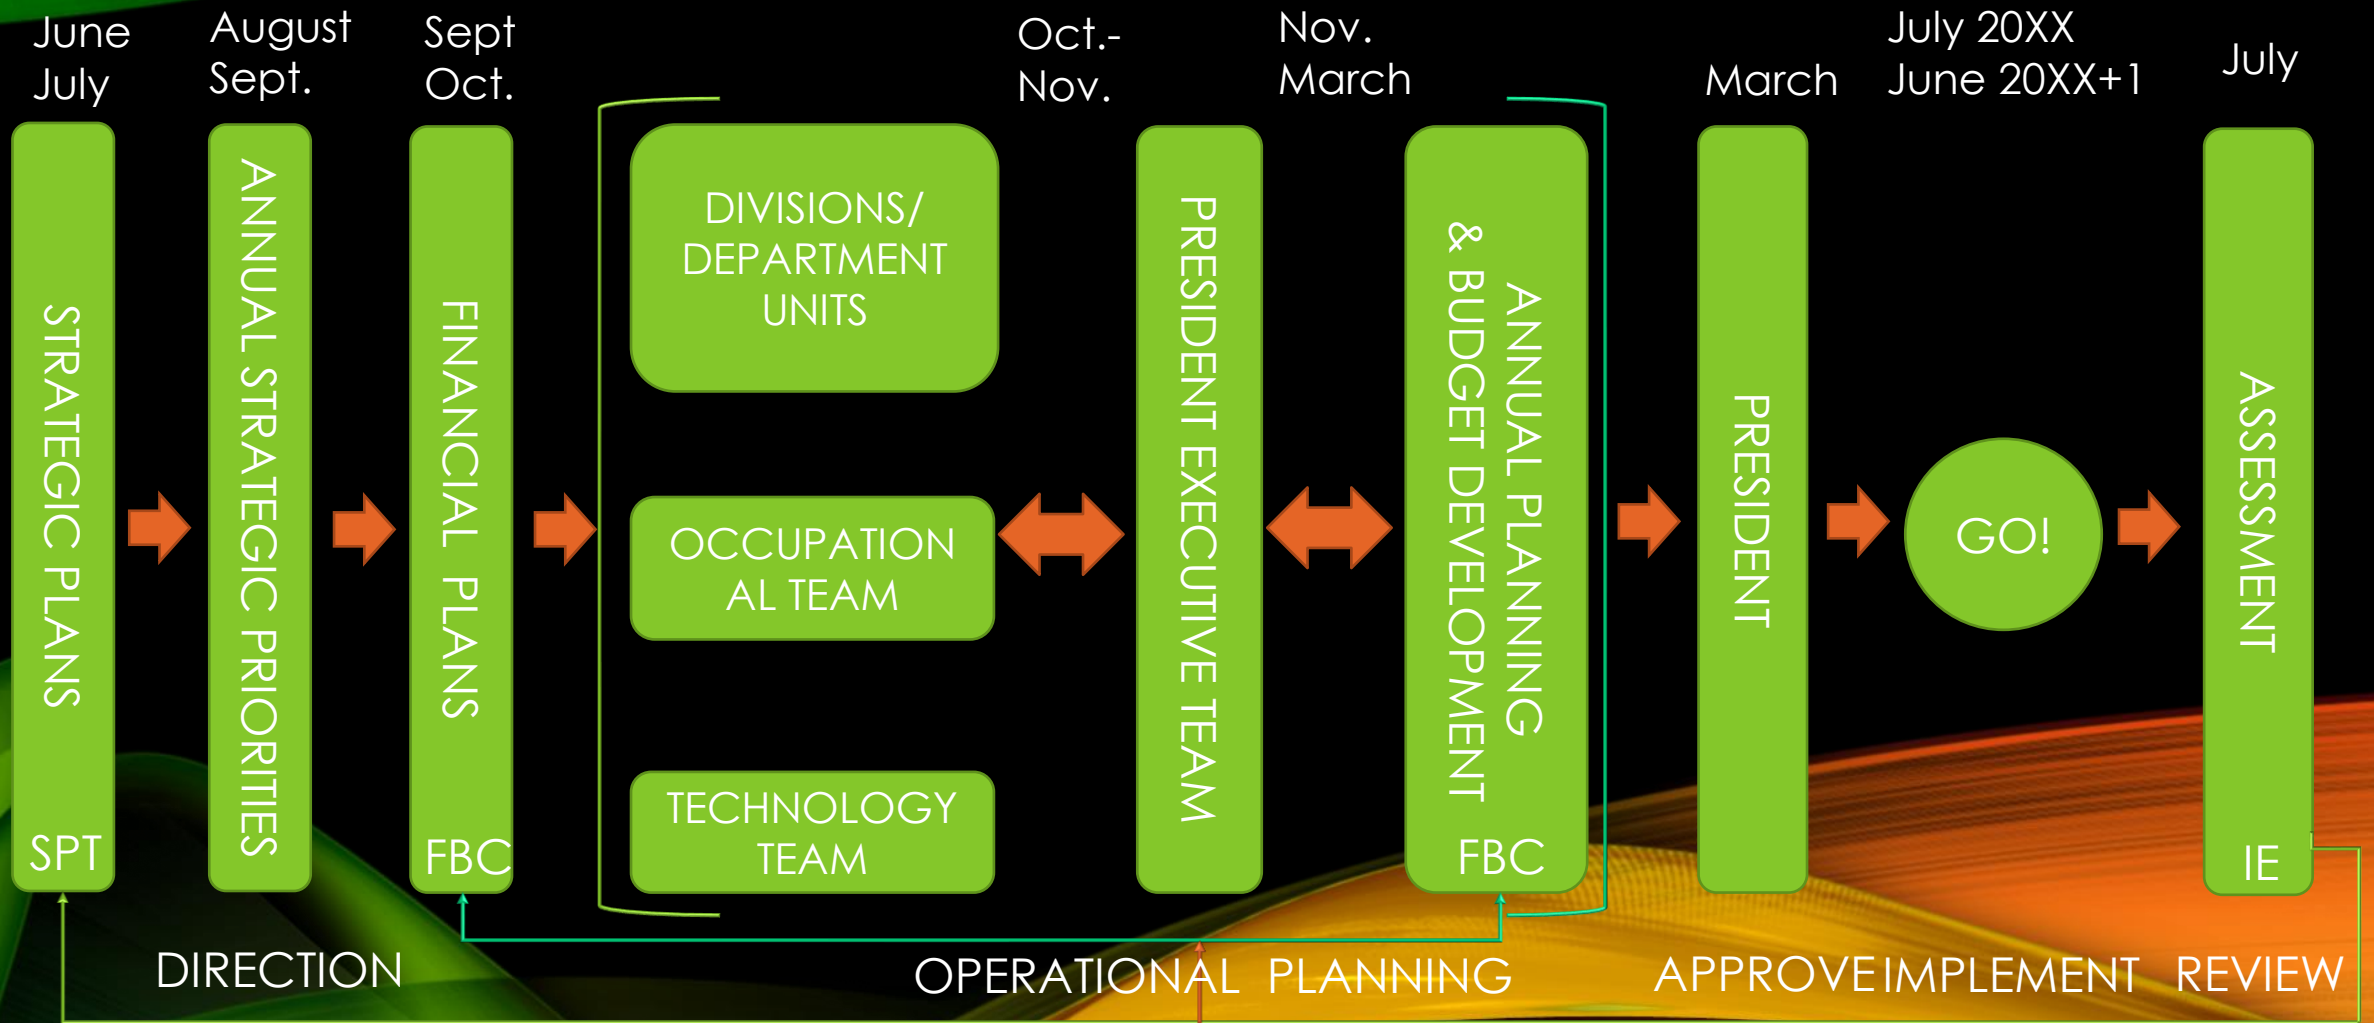 June
July
August
Sept.
Sept
Oct.
Oct.-
Nov.
Nov.
March
March
July 20XX
June 20XX+1
July
STRATEGIC PLANS
SPT
ANNUAL STRATEGIC PRIORITIES
FINANCIAL PLANS
FBC
DIVISIONS/
DEPARTMENT
UNITS
OCCUPATION
AL TEAM
TECHNOLOGY
TEAM
PRESIDENT EXECUTIVE TEAM
ANNUAL PLANNING
& BUDGET DEVELOPMENT
FBC
PRESIDENT
GO!
ASSESSMENT
IE
DIRECTION
OPERATIONAL PLANNING
APPROVE
IMPLEMENT
REVIEW